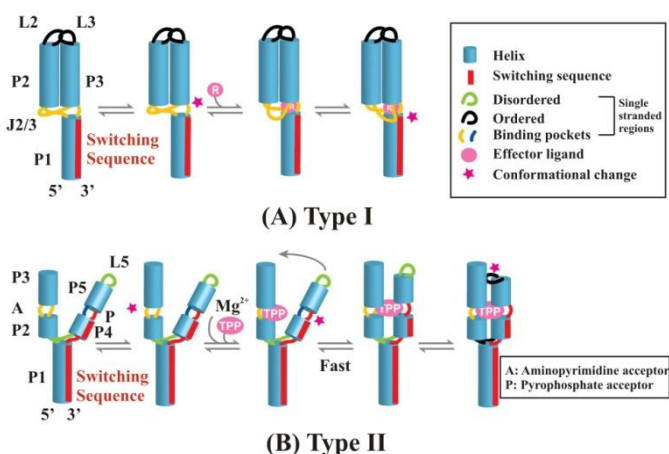 L2 L3
P2 P3
J2/3
P1 Switching Sequence
5' 3'
R
R
R
(A) Type I
Helix
Switching sequence
Disordered
Ordered
Binding pockets
Single stranded regions
Effector ligand
Conformational change
P3 P5 L5
A P
P2 P4
P1 Switching Sequence
5' 3'
Mg2+
TPP
TPP
Fast
TPP
TPP
A: Aminopyrimidine acceptor
P: Pyrophosphate acceptor
(B) Type II